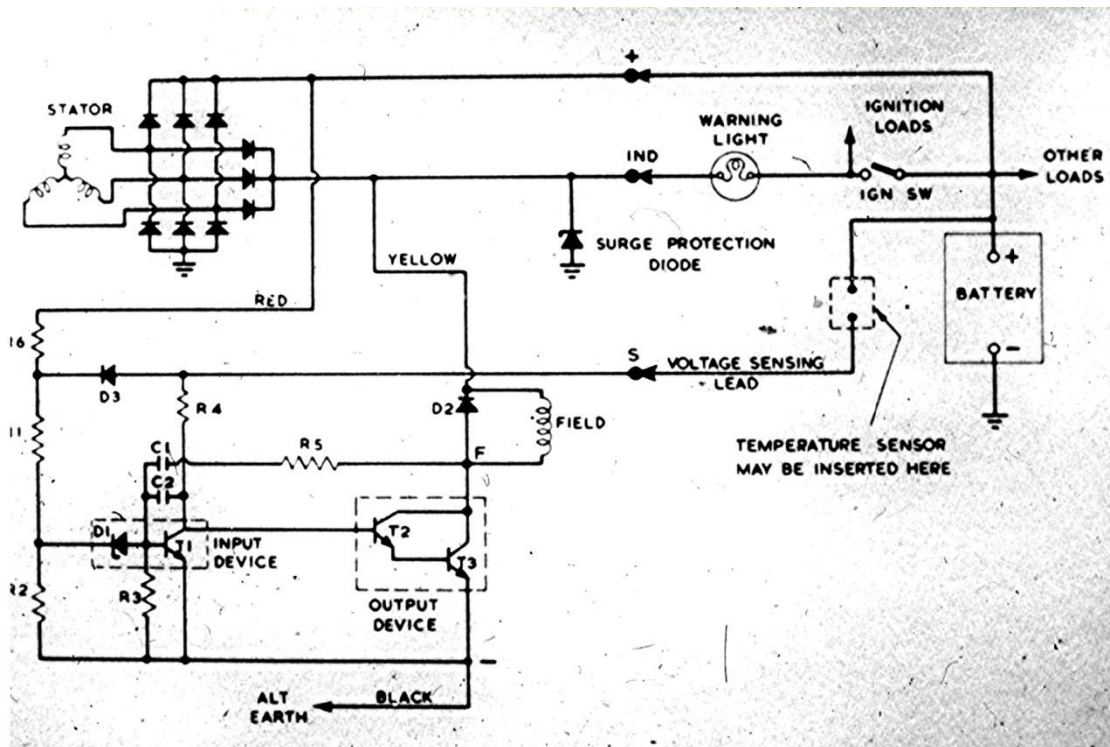 +
STATOR
WARNING
LIGHT
IGNITION
LOADS
IND
OTHER
LOADS
IGN SW
SURGE PROTECTION
DIODE
YELLOW
+
BATTERY
-
RED
S
VOLTAGE SENSING
LEAD
D3
R4
D2
FIELD
TEMPERATURE SENSOR
MAY BE INSERTED HERE
C1
R5
F
C2
D1
T1
INPUT
DEVICE
T2
T3
R2
R3
OUTPUT
DEVICE
-
ALT
EARTH
BLACK